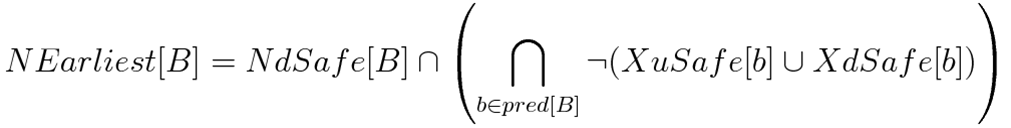 NEarliest[B] = NdSafe[B] ∩ ( ⋂_{b∈pred[B]} ¬(XuSafe[b] ∪ XdSafe[b]) )